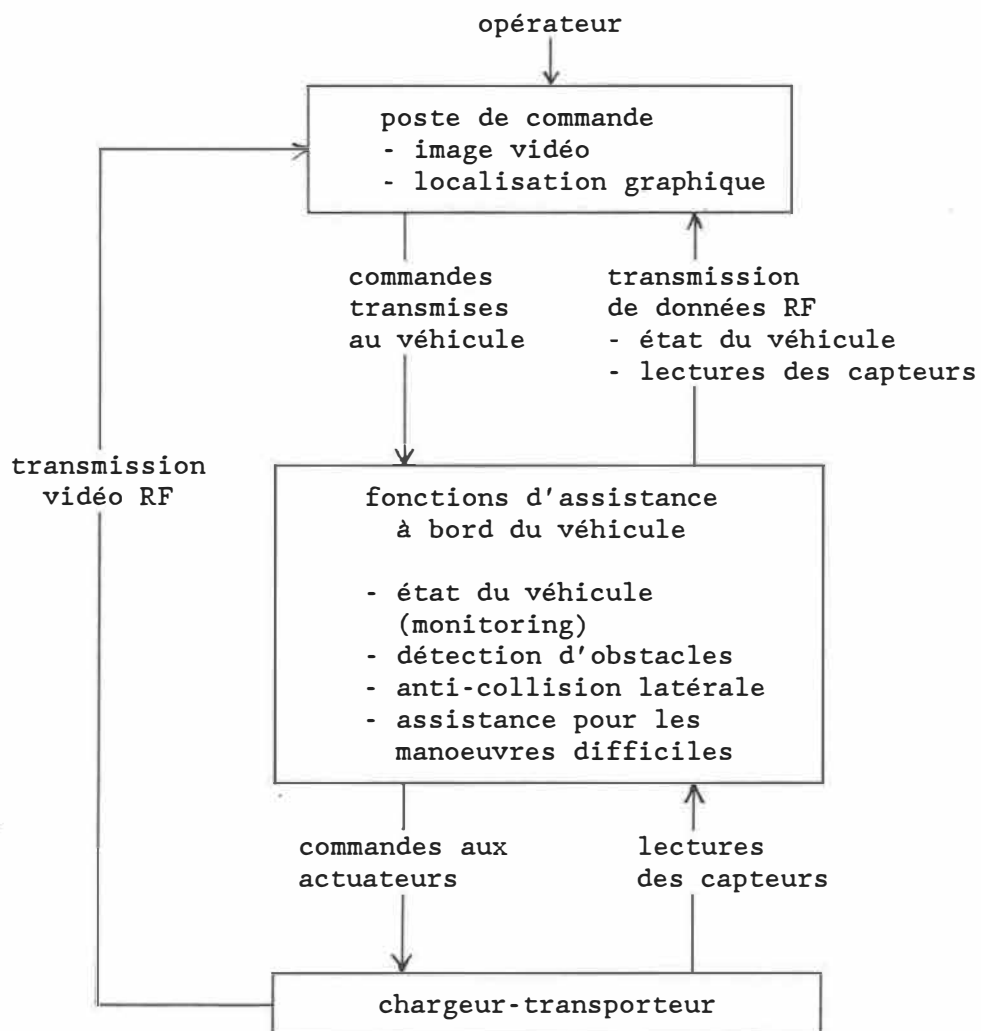 opérateur
poste de commande
- image vidéo
- localisation graphique
commandes
transmises
au véhicule
transmission
de données RF
- état du véhicule
- lectures des capteurs
transmission
vidéo RF
fonctions d'assistance
à bord du véhicule
- état du véhicule
(monitoring)
- détection d'obstacles
- anti-collision latérale
- assistance pour les
manoeuvres difficiles
commandes aux
actuateurs
lectures
des capteurs
chargeur-transporteur